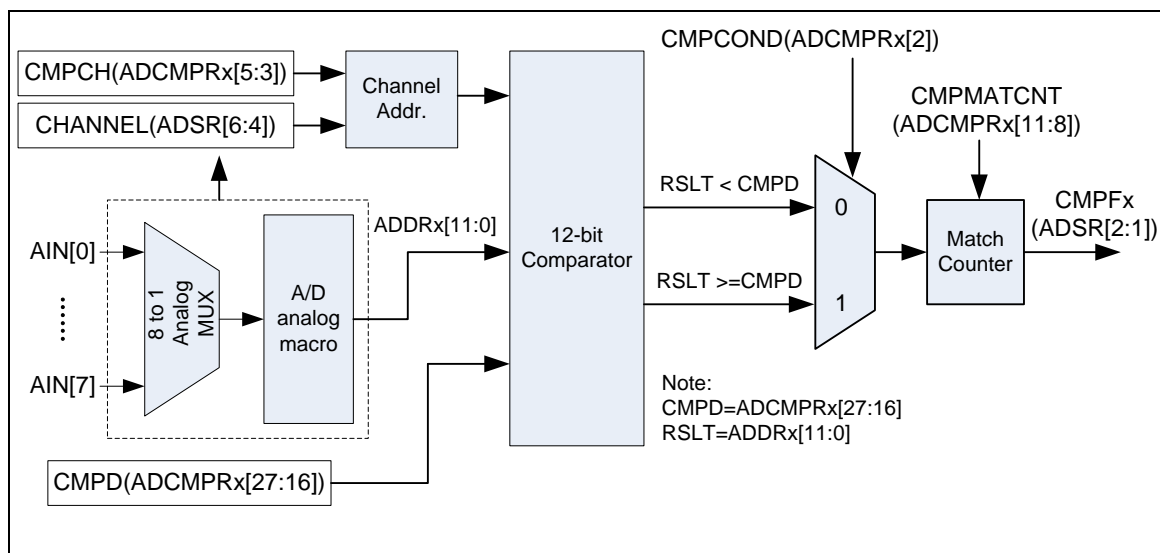 CMPCOND(ADCMPRx[2])
CMPCH(ADCMPRx[5:3])
CHANNEL(ADSR[6:4])
Channel
Addr.
CMPMATCNT
(ADCMPRx[11:8])
RSLT < CMPD
0
CMPFx
(ADSR[2:1])
ADDRx[11:0]
12-bit
Comparator
Match
Counter
AIN[0]
......
AIN[7]
8 to 1
Analog
MUX
A/D
analog
macro
RSLT >=CMPD
1
Note:
CMPD=ADCMPRx[27:16]
RSLT=ADDRx[11:0]
CMPD(ADCMPRx[27:16])